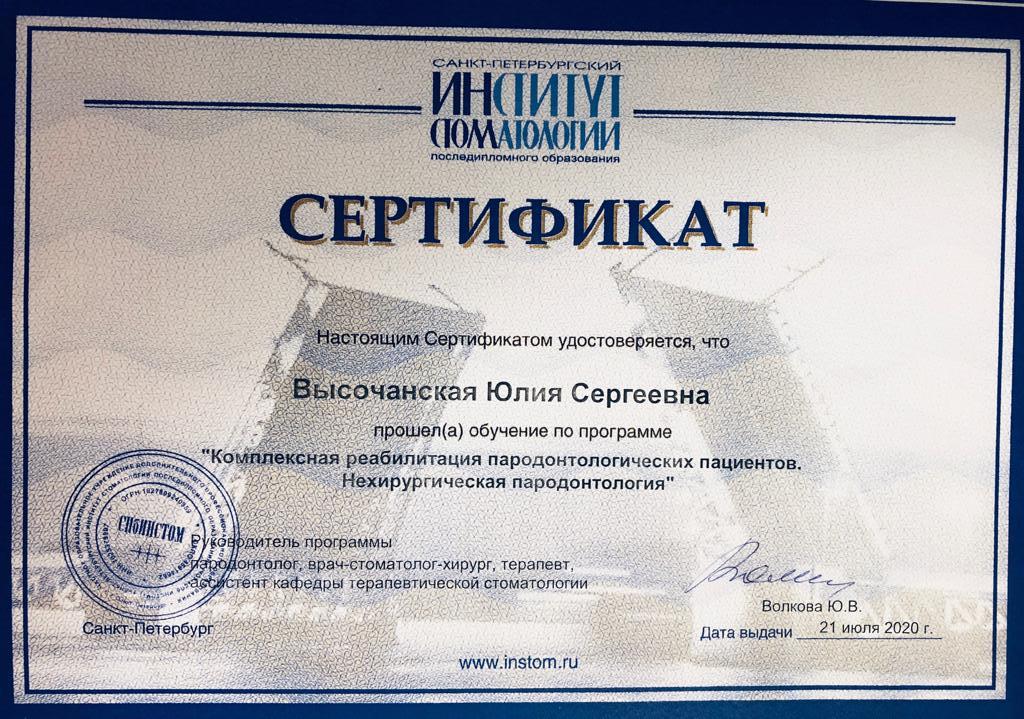 САНКТ-ПЕТЕРБУРГСКИЙ
ИНСТИТУТ
СТОМАТОЛОГИИ
последипломного образования
СЕРТИФИКАТ
Настоящим Сертификатом удостоверяется, что
Высочанская Юлия Сергеевна
прошел(а) обучение по программе
"Комплексная реабилитация пародонтологических пациентов.
Нехирургическая пародонтология"
СПбИНСТОМ
Руководитель программы
пародонтолог, врач-стоматолог-хирург, терапевт,
ассистент кафедры терапевтической стоматологии
Волкова Ю.В.
Санкт-Петербург
Дата выдачи 21 июля 2020 г.
www.instom.ru